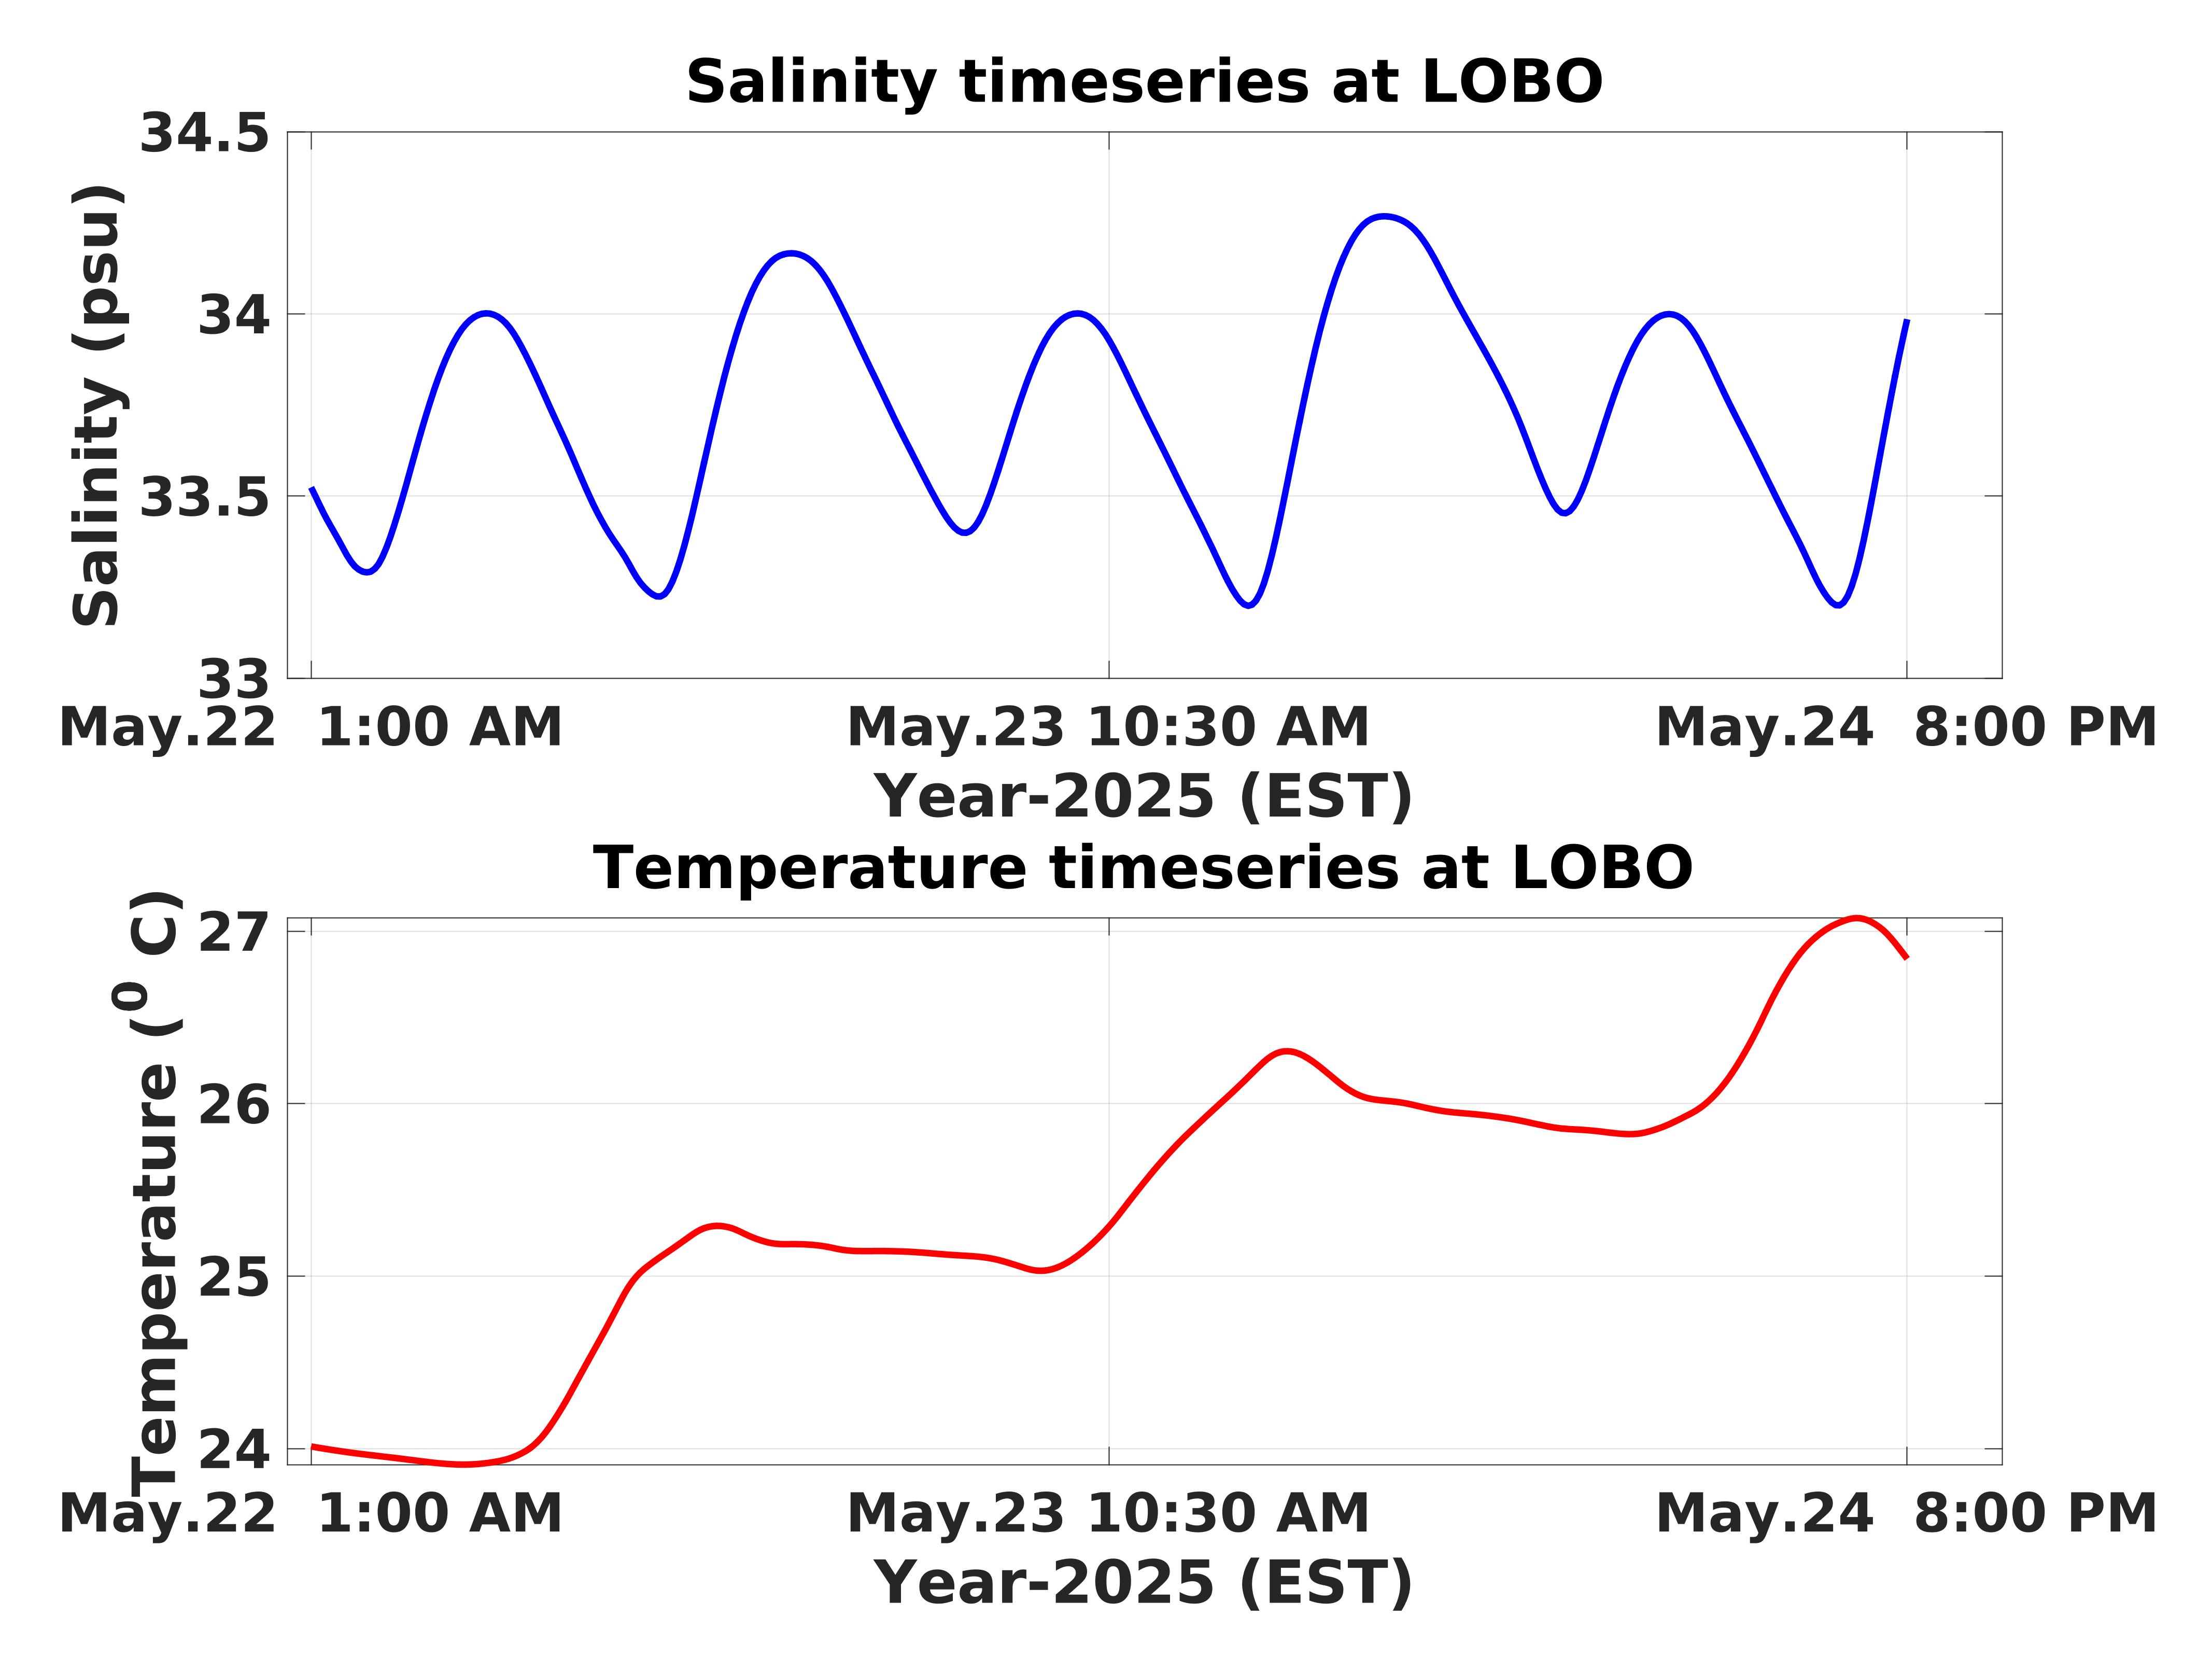 Salinity timeseries at LOBO
Salinity (psu)
34.5
34
33.5
33
May.22  1:00 AM
May.23 10:30 AM
May.24  8:00 PM
Year-2025 (EST)
Temperature timeseries at LOBO
Temperature (⁰ C)
27
26
25
24
May.22  1:00 AM
May.23 10:30 AM
May.24  8:00 PM
Year-2025 (EST)